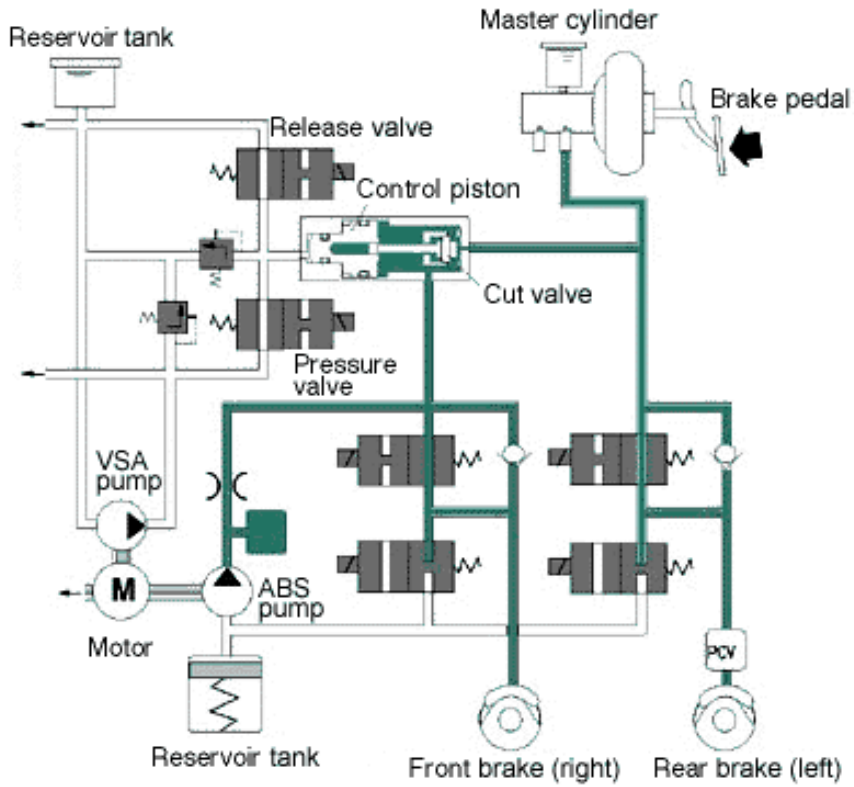 Master cylinder
Reservoir tank
Brake pedal
Release valve
Control piston
Cut valve
Pressure
valve
VSA
pump
M
ABS
pump
Motor
PCV
Reservoir tank
Front brake (right)
Rear brake (left)